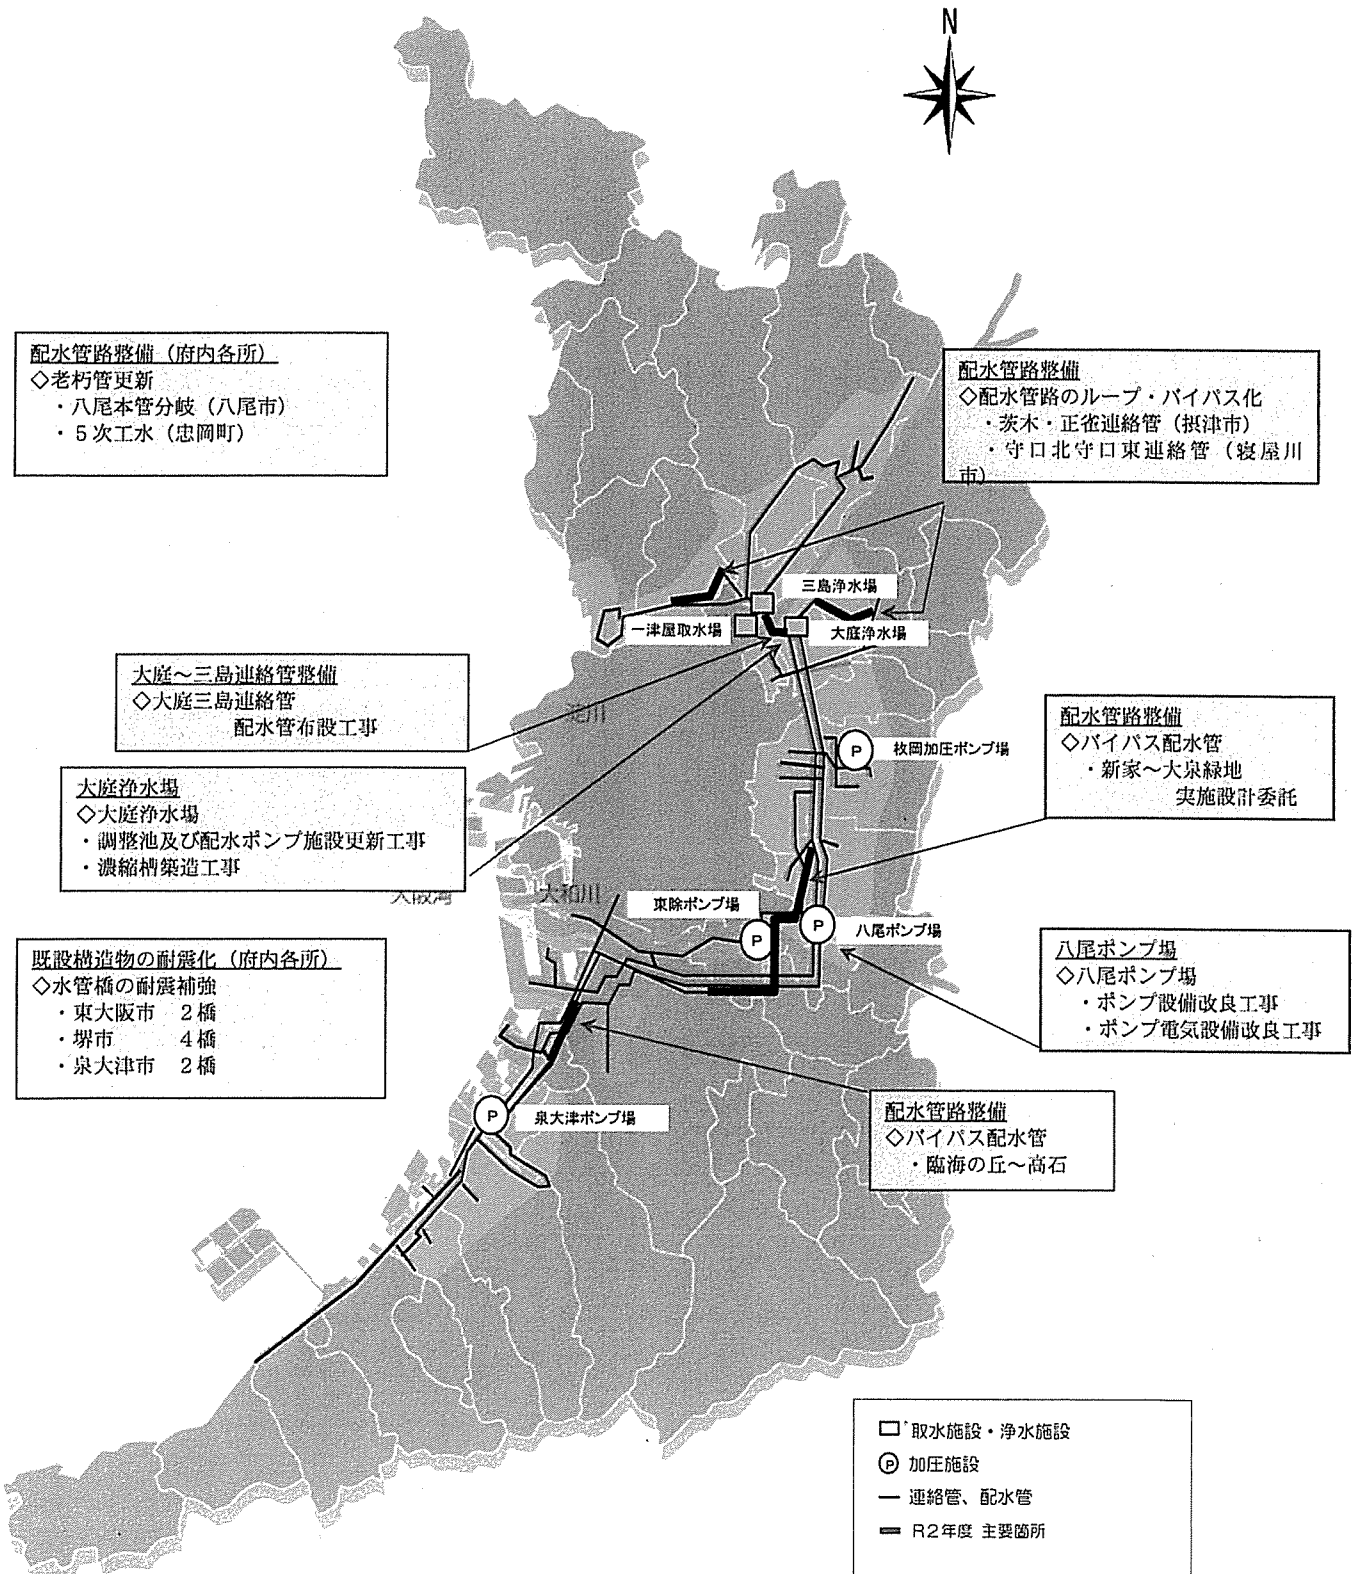 N
配水管路整備（府内各所）
◇老朽管更新
・八尾本管分岐（八尾市）
・５次工水（忠岡町）
配水管路整備
◇配水管路のループ・バイパス化
・茨木・正雀連絡管（摂津市）
・守口北守口東連絡管（寝屋川
市）
三島浄水場
一津屋取水場
大庭浄水場
大庭～三島連絡管整備
◇大庭三島連絡管
配水管布設工事
淀川
配水管路整備
◇バイパス配水管
・新家～大泉緑地
実施設計委託
枚岡加圧ポンプ場
P
大庭浄水場
◇大庭浄水場
・調整池及び配水ポンプ施設更新工事
・濃縮槽築造工事
大阪湾
大和川
東除ポンプ場
P
P
八尾ポンプ場
既設構造物の耐震化（府内各所）
◇水管橋の耐震補強
・東大阪市　２橋
・堺市　　　４橋
・泉大津市　２橋
八尾ポンプ場
◇八尾ポンプ場
・ポンプ設備改良工事
・ポンプ電気設備改良工事
P
泉大津ポンプ場
配水管路整備
◇バイパス配水管
・臨海の丘～高石
取水施設・浄水施設
P 加圧施設
連絡管、配水管
R２年度 主要箇所